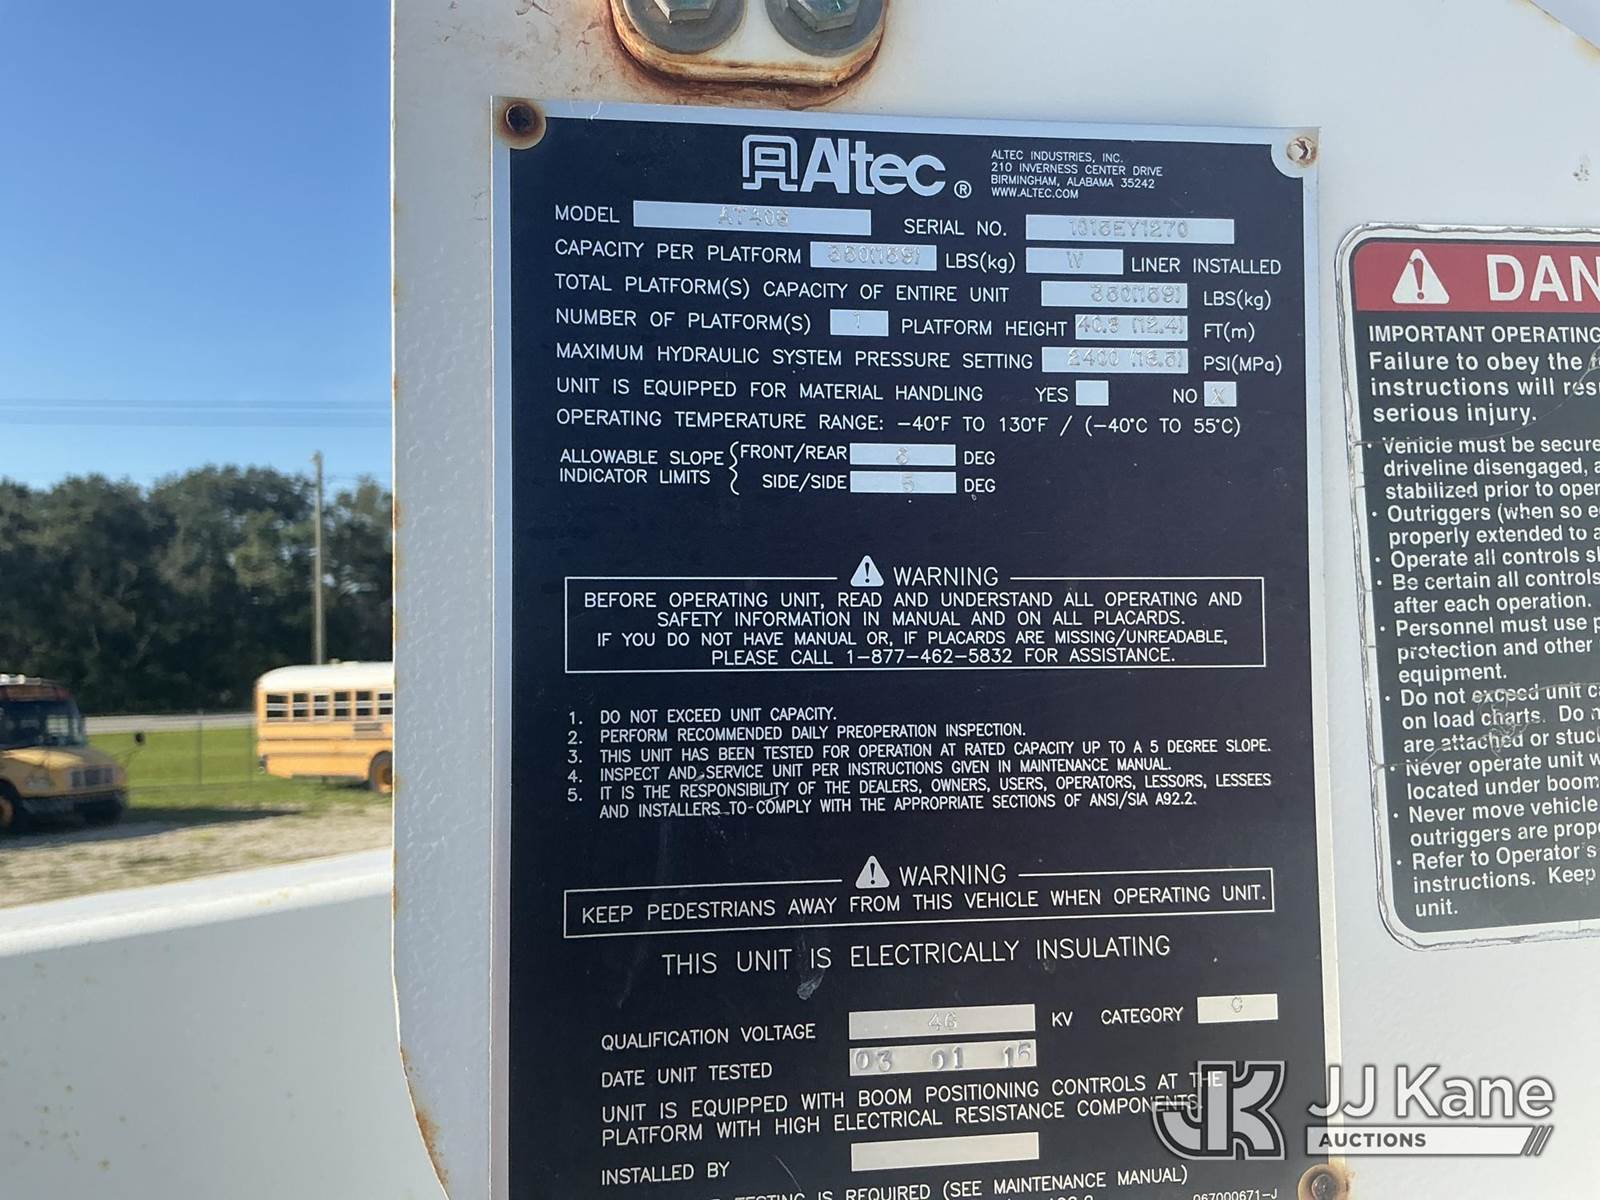 Altec ®
ALTEC INDUSTRIES, INC.
210 INVERNESS CENTER DRIVE
BIRMINGHAM, ALABAMA 35242
WWW.ALTEC.COM
MODEL SERIAL NO. 1015EY1270
CAPACITY PER PLATFORM 350(159) LBS(kg) W LINER INSTALLED
TOTAL PLATFORM(S) CAPACITY OF ENTIRE UNIT 350(159) LBS(kg)
NUMBER OF PLATFORM(S) 1 PLATFORM HEIGHT (12.4) FT(m)
MAXIMUM HYDRAULIC SYSTEM PRESSURE SETTING 2400 (16.5) PSI(MPa)
UNIT IS EQUIPPED FOR MATERIAL HANDLING YES NO X
OPERATING TEMPERATURE RANGE: -40°F TO 130°F / (-40°C TO 55°C)
ALLOWABLE SLOPE { FRONT/REAR DEG
INDICATOR LIMITS SIDE/SIDE 5 DEG
WARNING
BEFORE OPERATING UNIT, READ AND UNDERSTAND ALL OPERATING AND
SAFETY INFORMATION IN MANUAL AND ON ALL PLACARDS.
IF YOU DO NOT HAVE MANUAL OR, IF PLACARDS ARE MISSING/UNREADABLE,
PLEASE CALL 1-877-462-5832 FOR ASSISTANCE.
1. DO NOT EXCEED UNIT CAPACITY.
2. PERFORM RECOMMENDED DAILY PREOPERATION INSPECTION.
3. THIS UNIT HAS BEEN TESTED FOR OPERATION AT RATED CAPACITY UP TO A 5 DEGREE SLOPE.
4. INSPECT AND SERVICE UNIT PER INSTRUCTIONS GIVEN IN MAINTENANCE MANUAL.
5. IT IS THE RESPONSIBILITY OF THE DEALERS, OWNERS, USERS, OPERATORS, LESSORS, LESSEES
AND INSTALLERS TO COMPLY WITH THE APPROPRIATE SECTIONS OF ANSI/SIA A92.2.
WARNING
KEEP PEDESTRIANS AWAY FROM THIS VEHICLE WHEN OPERATING UNIT.
THIS UNIT IS ELECTRICALLY INSULATING
QUALIFICATION VOLTAGE 46 KV CATEGORY C
DATE UNIT TESTED 03 01 15
UNIT IS EQUIPPED WITH BOOM POSITIONING CONTROLS AT THE
PLATFORM WITH HIGH ELECTRICAL RESISTANCE COMPONENTS.
INSTALLED BY
TESTING IS REQUIRED (SEE MAINTENANCE MANUAL)
067000671-J
DAN
IMPORTANT OPERATING
Failure to obey the
instructions will res
serious injury.
• Vehicle must be secure
driveline disengaged, a
stabilized prior to oper
• Outriggers (when so e
properly extended to a
• Operate all controls sl
• Be certain all controls
after each operation.
• Personnel must use p
protection and other
equipment.
• Do not exceed unit c
on load charts. Do n
are attached or stuc
• Never operate unit w
located under boom
• Never move vehicle
outriggers are prope
• Refer to Operator's
instructions. Keep
unit.
JK JJ Kane
AUCTIONS